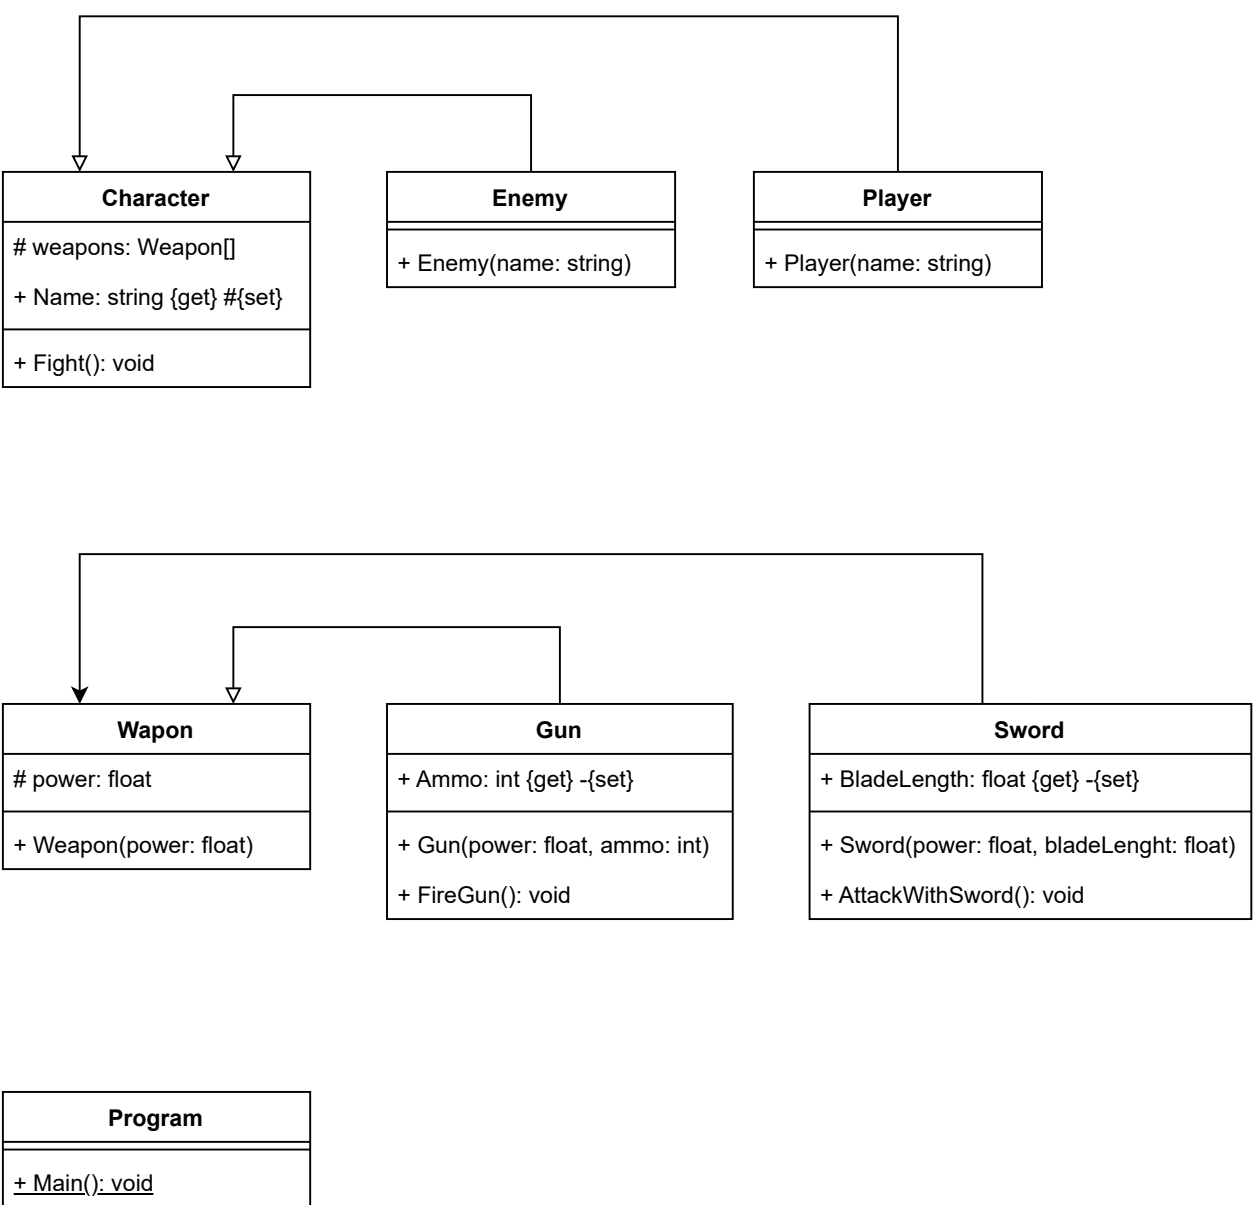 Character
# weapons: Weapon[]
+ Name: string {get} #{set}
+ Fight(): void
Enemy
+ Enemy(name: string)
Player
+ Player(name: string)
Wapon
# power: float
+ Weapon(power: float)
Gun
+ Ammo: int {get} -{set}
+ Gun(power: float, ammo: int)
+ FireGun(): void
Sword
+ BladeLength: float {get} -{set}
+ Sword(power: float, bladeLenght: float)
+ AttackWithSword(): void
Program
+ Main(): void